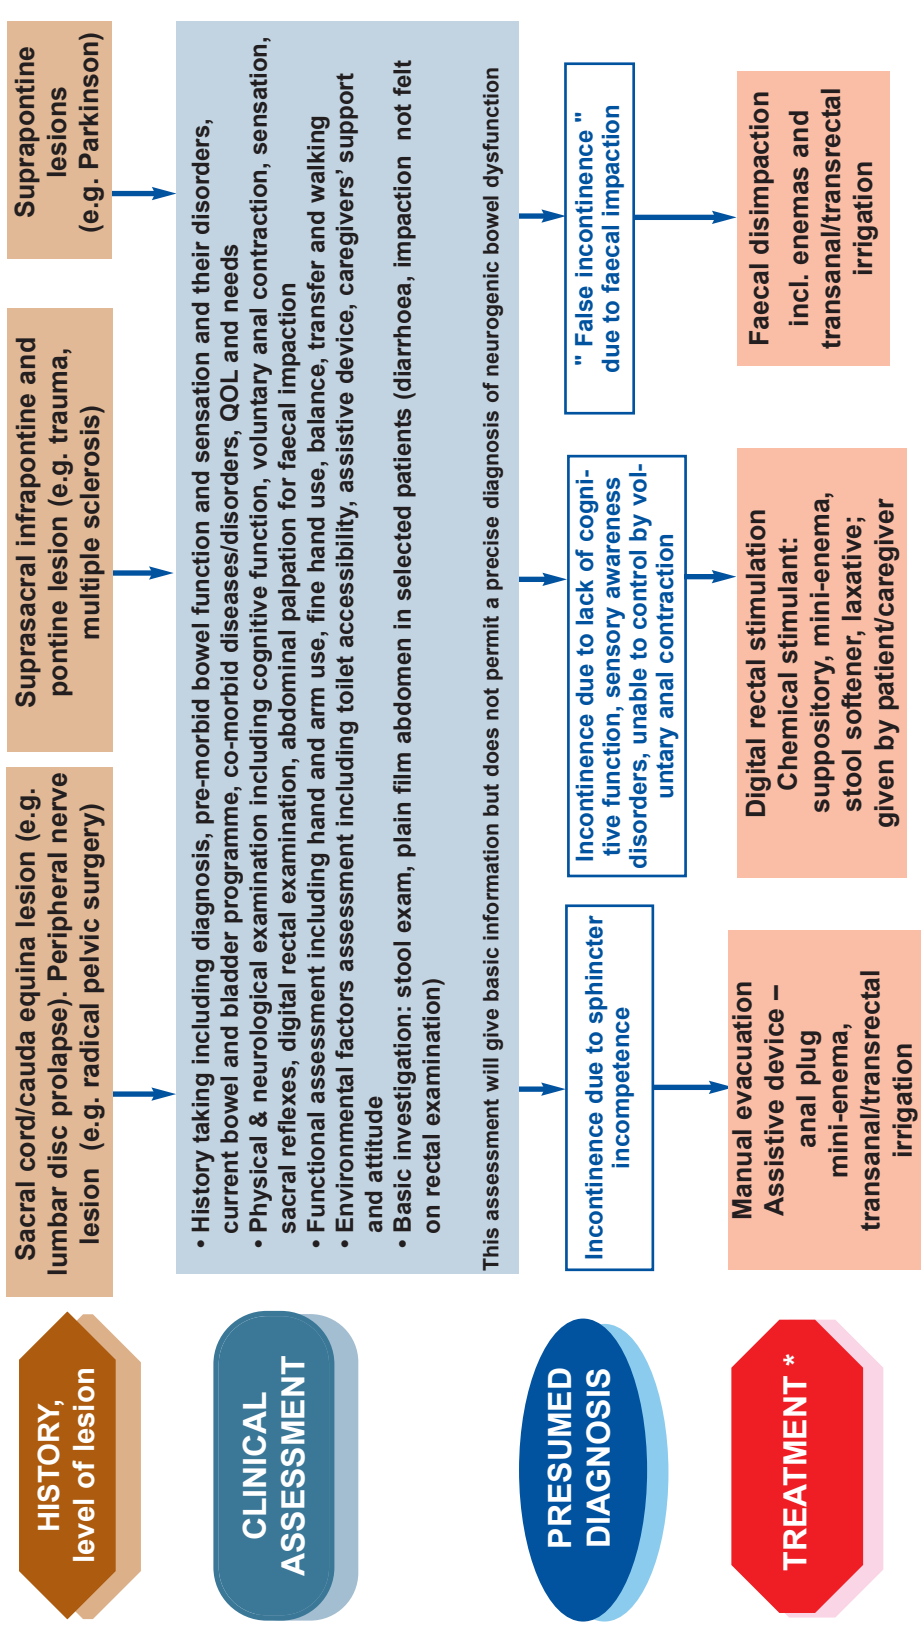 HISTORY,
level of lesion
Sacral cord/cauda equina lesion (e.g.
lumbar disc prolapse). Peripheral nerve
lesion (e.g. radical pelvic surgery)
Suprasacral infrapontine and
pontine lesion (e.g. trauma,
multiple sclerosis)
Suprapontine
lesions
(e.g. Parkinson)
CLINICAL
ASSESSMENT
• History taking including diagnosis, pre-morbid bowel function and sensation and their disorders,
current bowel and bladder programme, co-morbid diseases/disorders, QOL and needs
• Physical & neurological examination including cognitive function, voluntary anal contraction, sensation,
sacral reflexes, digital rectal examination, abdominal palpation for faecal impaction
• Functional assessment including hand and arm use, fine hand use, balance, transfer and walking
• Environmental factors assessment including toilet accessibility, assistive device, caregivers' support
and attitude
• Basic investigation: stool exam, plain film abdomen in selected patients (diarrhoea, impaction not felt
on rectal examination)
This assessment will give basic information but does not permit a precise diagnosis of neurogenic bowel dysfunction
PRESUMED
DIAGNOSIS
Incontinence due to sphincter
incompetence
Incontinence due to lack of cogni-
tive function, sensory awareness
disorders, unable to control by vol-
untary anal contraction
" False incontinence "
due to faecal impaction
TREATMENT *
Manual evacuation
Assistive device –
anal plug
mini-enema,
transanal/transrectal
irrigation
Digital rectal stimulation
Chemical stimulant:
suppository, mini-enema,
stool softener, laxative;
given by patient/caregiver
Faecal disimpaction
incl. enemas and
transanal/transrectal
irrigation